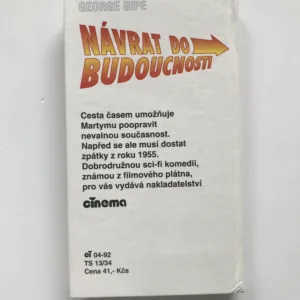 GEORGE GIPE
NÁVRAT DO
BUDOUCNOSTI
Cesta časem umožňuje
Martymu poopravit
nevalnou současnost.
Napřed se ale musí dostat
zpátky z roku 1955.
Dobrodružnou sci-fi komedii,
známou z filmového plátna,
pro vás vydává nakladatelství
cinema
04-92
TS 13/34
Cena 41,- Kčs